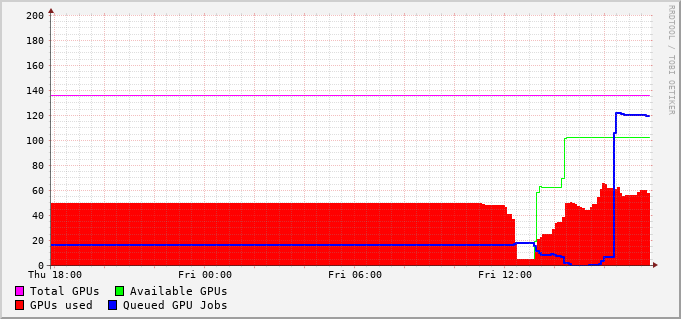 200
180
160
140
120
100
80
60
40
20
0
Thu 18:00 Fri 00:00 Fri 06:00 Fri 12:00
Total GPUs Available GPUs
GPUs used Queued GPU Jobs
RRDTOOL / TOBI OETIKER